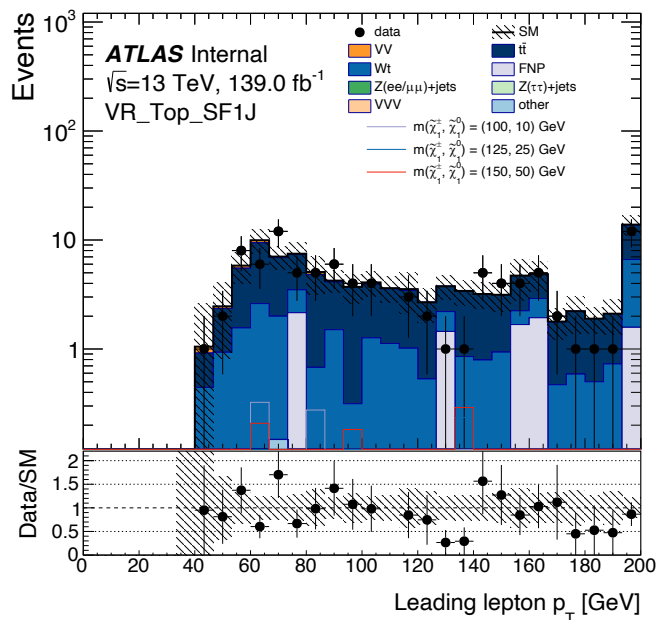 Events
10³
10²
10
1
ATLAS Internal
√s=13 TeV, 139.0 fb⁻¹
VR_Top_SF1J
data
SM
VV
tt̄
Wt
FNP
Z(ee/μμ)+jets
Z(ττ)+jets
VVV
other
m(χ̃₁±, χ̃₁⁰) = (100, 10) GeV
m(χ̃₁±, χ̃₁⁰) = (125, 25) GeV
m(χ̃₁±, χ̃₁⁰) = (150, 50) GeV
Data/SM
2
1.5
1
0.5
0
0 20 40 60 80 100 120 140 160 180 200
Leading lepton p_T [GeV]